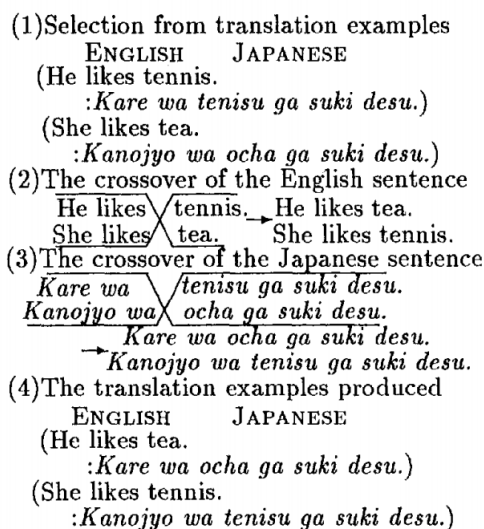 (1)Selection from translation examples
ENGLISH JAPANESE
(He likes tennis.
:Kare wa tenisu ga suki desu.)
(She likes tea.
:Kanojyo wa ocha ga suki desu.)
(2)The crossover of the English sentence
He likes tennis. → He likes tea.
She likes tea. She likes tennis.
(3)The crossover of the Japanese sentence
Kare wa tenisu ga suki desu.
Kanojyo wa ocha ga suki desu.
Kare wa ocha ga suki desu.
→ Kanojyo wa tenisu ga suki desu.
(4)The translation examples produced
ENGLISH JAPANESE
(He likes tea.
:Kare wa ocha ga suki desu.)
(She likes tennis.
:Kanojyo wa tenisu ga suki desu.)